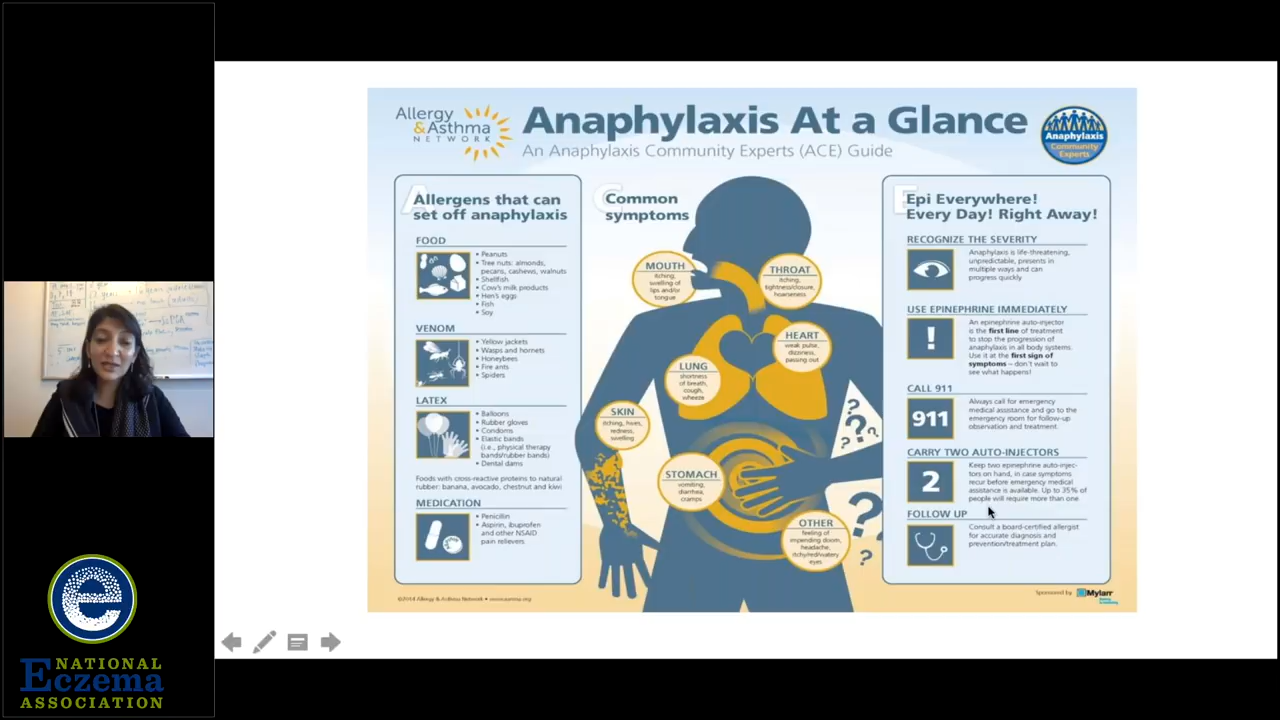 Allergy
&Asthma
NETWORK
Anaphylaxis At a Glance
An Anaphylaxis Community Experts (ACE) Guide
Anaphylaxis
Community
Experts
A
Allergens that can
set off anaphylaxis
FOOD
• Peanuts
• Tree nuts: almonds,
pecans, cashews, walnuts
• Shellfish
• Cow's milk products
• Hen's eggs
• Fish
• Soy
VENOM
• Yellow jackets
• Wasps and hornets
• Honeybees
• Fire ants
• Spiders
LATEX
• Balloons
• Rubber gloves
• Condoms
• Elastic bands
(i.e., physical therapy
bands/rubber bands)
• Dental dams
Foods with cross-reactive proteins to natural
rubber: banana, avocado, chestnut and kiwi
MEDICATION
• Penicillin
• Aspirin, ibuprofen
and other NSAID
pain relievers
C
Common
symptoms
MOUTH
itching,
swelling of
lips and/or
tongue
THROAT
itching,
tightness/closure,
hoarseness
HEART
weak pulse,
dizziness,
passing out
LUNG
shortness
of breath,
cough,
wheeze
SKIN
itching, hives,
redness,
swelling
STOMACH
vomiting,
diarrhea,
cramps
OTHER
feeling of
impending doom,
headache,
itchy/red/watery
eyes
? ? ?
? ?
E
Epi Everywhere!
Every Day! Right Away!
RECOGNIZE THE SEVERITY
Anaphylaxis is life-threatening,
unpredictable, presents in
multiple ways and can
progress quickly
USE EPINEPHRINE IMMEDIATELY
!
An epinephrine auto-injector
is the first line of treatment
to stop the progression of
anaphylaxis in all body systems.
Use it at the first sign of
symptoms – don't wait to
see what happens!
CALL 911
911
Always call for emergency
medical assistance and go to the
emergency room for follow-up
observation and treatment.
CARRY TWO AUTO-INJECTORS
2
Keep two epinephrine auto-injec-
tors on hand, in case symptoms
recur before emergency medical
assistance is available. Up to 35% of
people will require more than one
FOLLOW UP
Consult a board-certified allergist
for accurate diagnosis and
prevention/treatment plan.
©2014 Allergy & Asthma Network •
Sponsored by Mylan
e
NATIONAL
Eczema
ASSOCIATION